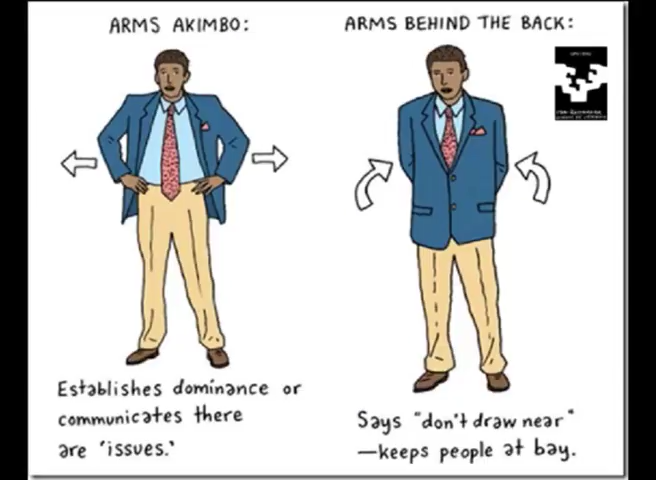 ARMS AKIMBO:
Establishes dominance or
communicates there
are 'issues.'
ARMS BEHIND THE BACK:
Says "don't draw near"
—keeps people at bay.